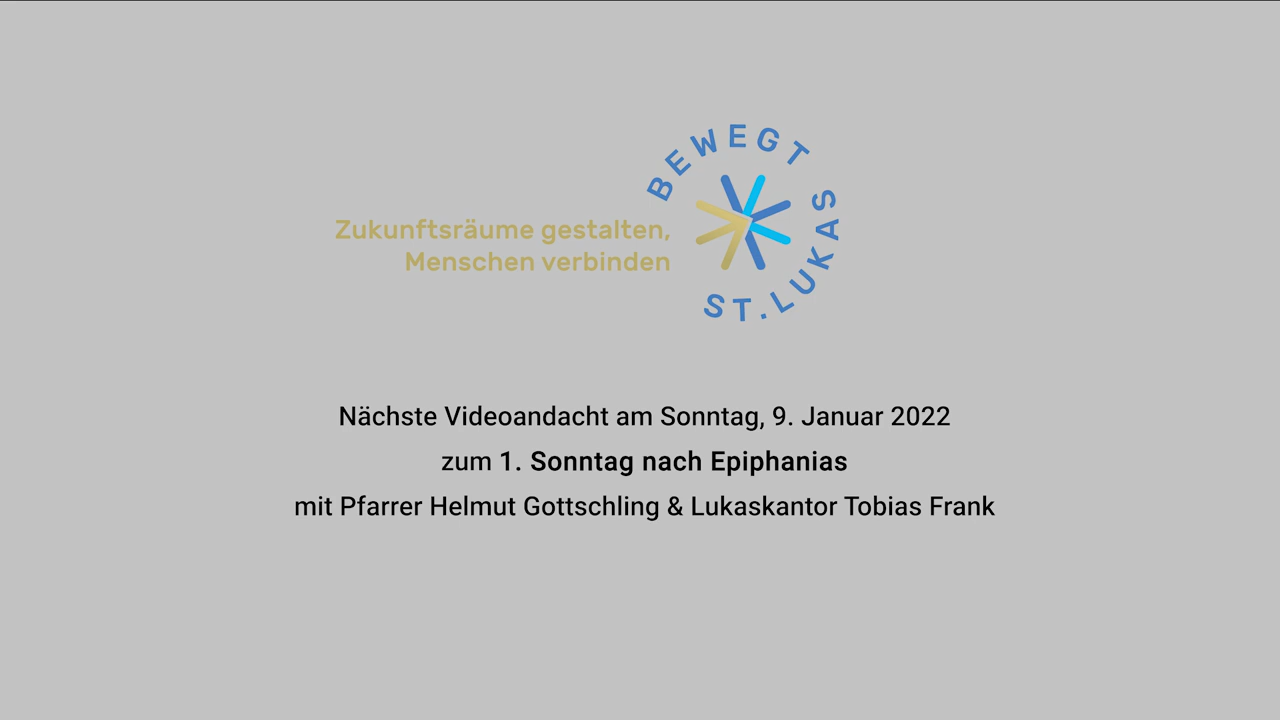 BEWEGT
ST. LUKAS
Zukunftsräume gestalten,
Menschen verbinden
Nächste Videoandacht am Sonntag, 9. Januar 2022
zum 1. Sonntag nach Epiphanias
mit Pfarrer Helmut Gottschling & Lukaskantor Tobias Frank